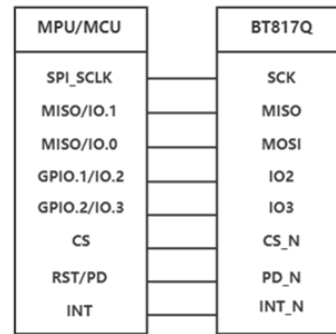 MPU/MCU BT817Q
SPI_SCLK SCK
MISO/IO.1 MISO
MISO/IO.0 MOSI
GPIO.1/IO.2 IO2
GPIO.2/IO.3 IO3
CS CS_N
RST/PD PD_N
INT INT_N